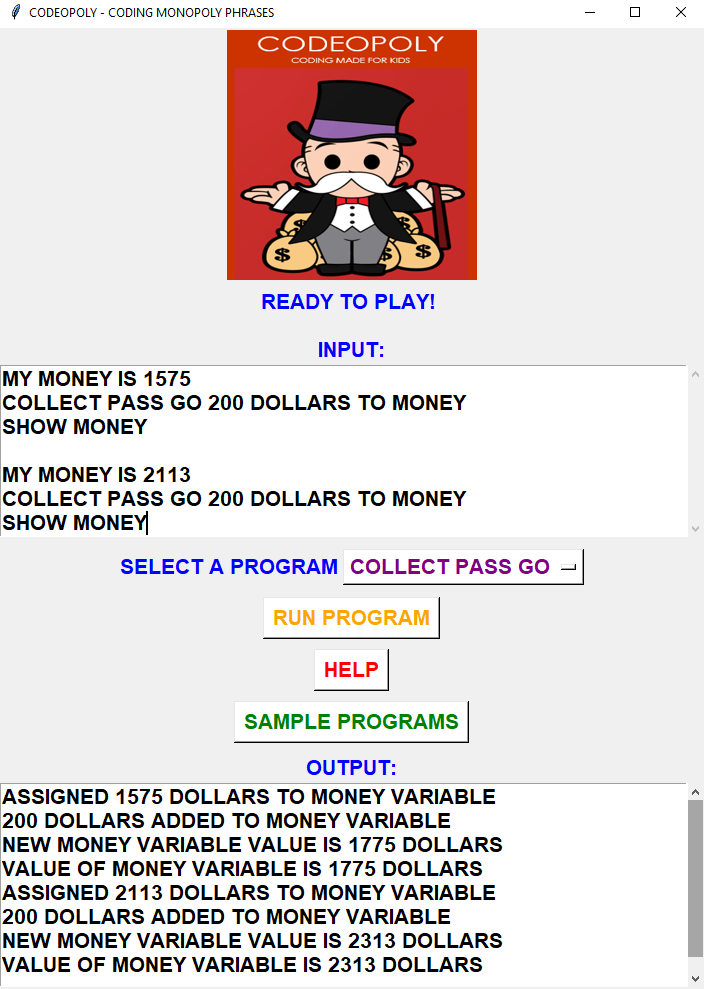 CODEOPOLY - CODING MONOPOLY PHRASES
CODEOPOLY
CODING MADE FOR KIDS
$ $ $ $
READY TO PLAY!
INPUT:
MY MONEY IS 1575
COLLECT PASS GO 200 DOLLARS TO MONEY
SHOW MONEY
MY MONEY IS 2113
COLLECT PASS GO 200 DOLLARS TO MONEY
SHOW MONEY
SELECT A PROGRAM COLLECT PASS GO
RUN PROGRAM
HELP
SAMPLE PROGRAMS
OUTPUT:
ASSIGNED 1575 DOLLARS TO MONEY VARIABLE
200 DOLLARS ADDED TO MONEY VARIABLE
NEW MONEY VARIABLE VALUE IS 1775 DOLLARS
VALUE OF MONEY VARIABLE IS 1775 DOLLARS
ASSIGNED 2113 DOLLARS TO MONEY VARIABLE
200 DOLLARS ADDED TO MONEY VARIABLE
NEW MONEY VARIABLE VALUE IS 2313 DOLLARS
VALUE OF MONEY VARIABLE IS 2313 DOLLARS